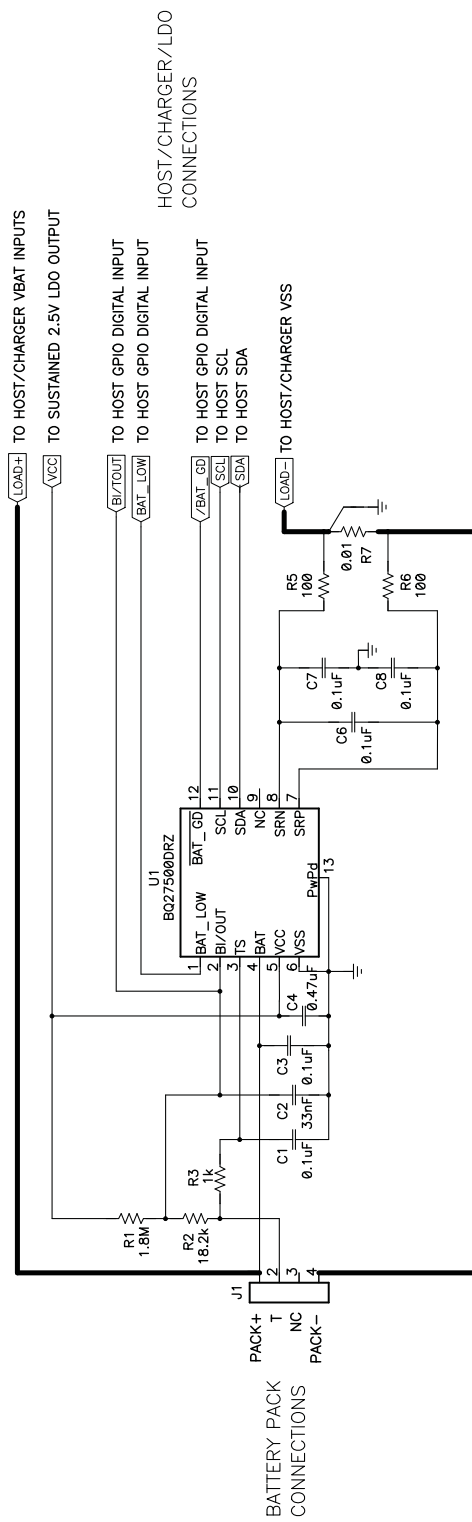 LOAD+ TO HOST/CHARGER VBAT INPUTS
VCC TO SUSTAINED 2.5V LDO OUTPUT
BI/TOUT TO HOST GPIO DIGITAL INPUT
BAT_LOW TO HOST GPIO DIGITAL INPUT
HOST/CHARGER/LDO
CONNECTIONS
/BAT_GD TO HOST GPIO DIGITAL INPUT
SCL TO HOST SCL
SDA TO HOST SDA
LOAD- TO HOST/CHARGER VSS
U1
BQ27500DRZ
1 BAT_LOW
2 BI/OUT
3 TS
4 BAT
5 VCC
6 VSS
BAT_GD 12
SCL 11
SDA 10
NC 9
SRN 8
SRP 7
PwPd
13
R1
1.8M
R2
18.2k
R3
1k
C1
0.1uF
C2
33nF
C3
0.1uF
C4
0.47uF
C6
0.1uF
C7
0.1uF
C8
0.1uF
R5
100
R6
100
0.01
R7
J1
PACK+
T 2
NC 3
PACK- 4
BATTERY PACK
CONNECTIONS